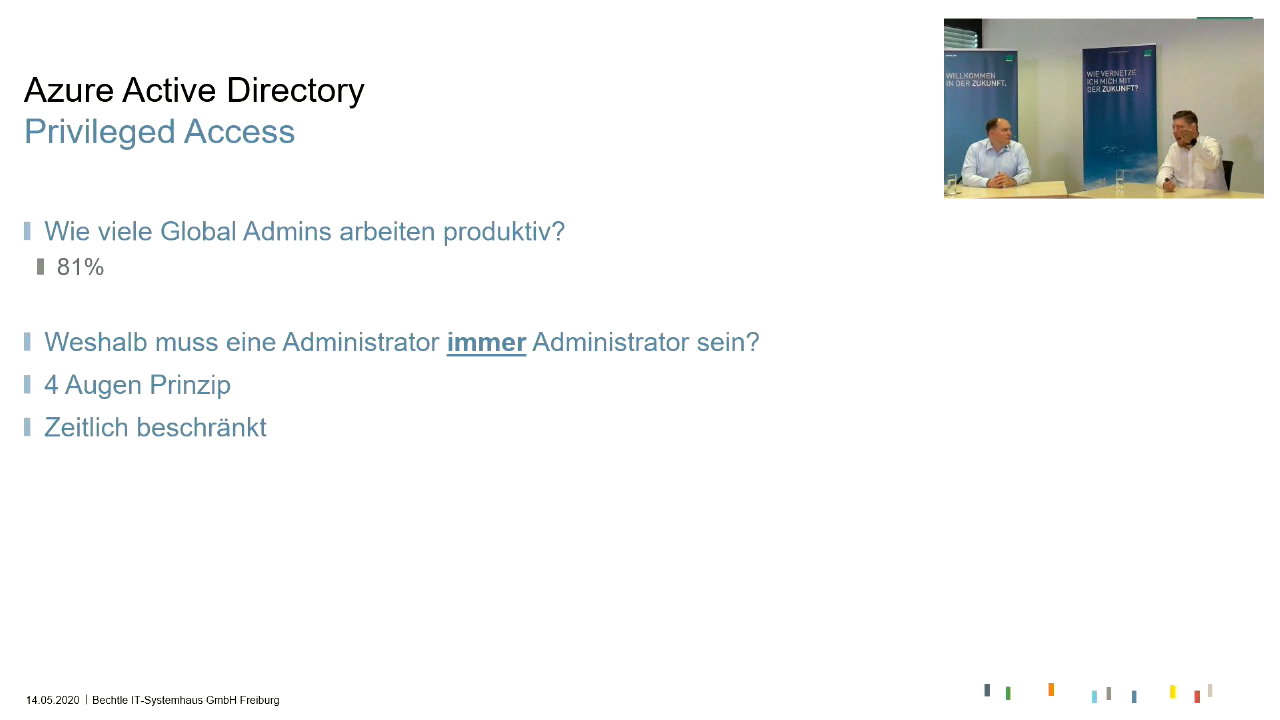 Azure Active Directory
Privileged Access
Wie viele Global Admins arbeiten produktiv?
81%
Weshalb muss eine Administrator immer Administrator sein?
4 Augen Prinzip
Zeitlich beschränkt
WILLKOMMEN
IN DER ZUKUNFT.
WIE VERNETZE
ICH MICH MIT
DER ZUKUNFT?
14.05.2020 | Bechtle IT-Systemhaus GmbH Freiburg